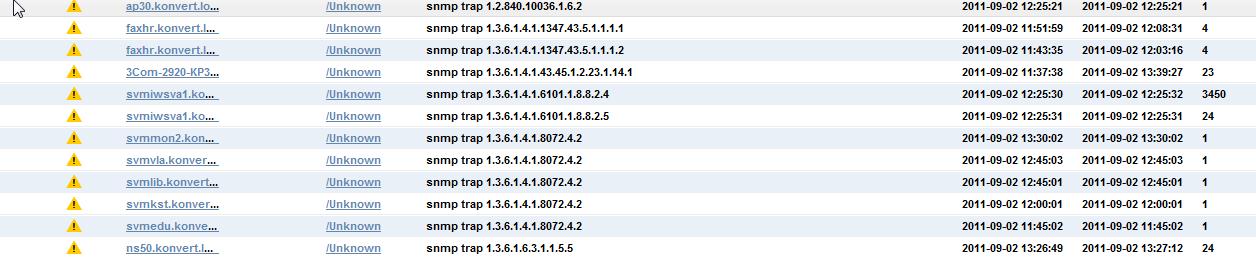 ap30.konvert.lo... /Unknown snmp trap 1.2.840.10036.1.6.2 2011-09-02 12:25:21 2011-09-02 12:25:21 1
faxhr.konvert.l... /Unknown snmp trap 1.3.6.1.4.1.1347.43.5.1.1.1.1 2011-09-02 11:51:59 2011-09-02 12:08:31 4
faxhr.konvert.l... /Unknown snmp trap 1.3.6.1.4.1.1347.43.5.1.1.1.2 2011-09-02 11:43:35 2011-09-02 12:03:16 4
3Com-2920-KP3... /Unknown snmp trap 1.3.6.1.4.1.43.45.1.2.23.1.14.1 2011-09-02 11:37:38 2011-09-02 13:39:27 23
svmiwsva1.ko... /Unknown snmp trap 1.3.6.1.4.1.6101.1.8.8.2.4 2011-09-02 12:25:30 2011-09-02 12:25:32 3450
svmiwsva1.ko... /Unknown snmp trap 1.3.6.1.4.1.6101.1.8.8.2.5 2011-09-02 12:25:31 2011-09-02 12:25:31 24
svmmon2.kon... /Unknown snmp trap 1.3.6.1.4.1.8072.4.2 2011-09-02 13:30:02 2011-09-02 13:30:02 1
svmvla.konver... /Unknown snmp trap 1.3.6.1.4.1.8072.4.2 2011-09-02 12:45:03 2011-09-02 12:45:03 1
svmlib.konvert... /Unknown snmp trap 1.3.6.1.4.1.8072.4.2 2011-09-02 12:45:01 2011-09-02 12:45:01 1
svmkst.konver... /Unknown snmp trap 1.3.6.1.4.1.8072.4.2 2011-09-02 12:00:01 2011-09-02 12:00:01 1
svmedu.konve... /Unknown snmp trap 1.3.6.1.4.1.8072.4.2 2011-09-02 11:45:02 2011-09-02 11:45:02 1
ns50.konvert.l... /Unknown snmp trap 1.3.6.1.6.3.1.1.5.5 2011-09-02 13:26:49 2011-09-02 13:27:12 24